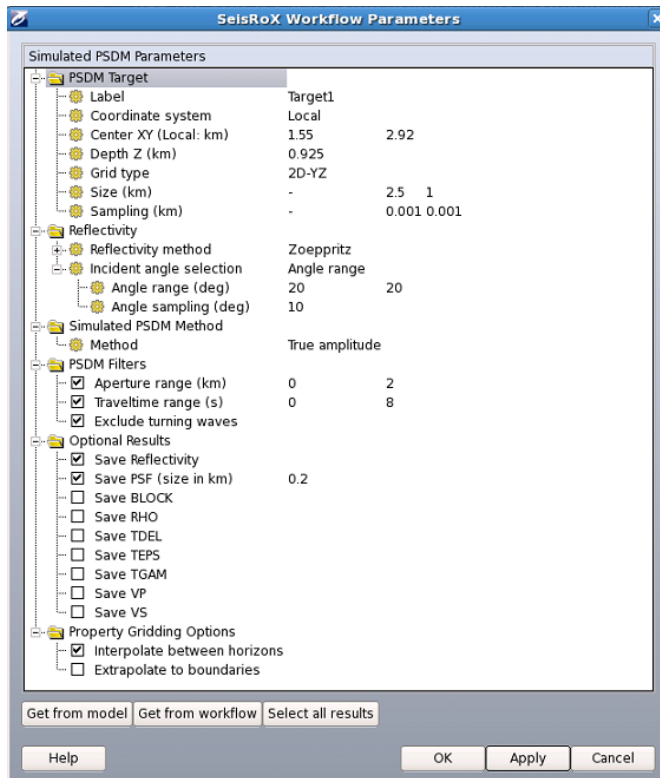 SeisRoX Workflow Parameters
Simulated PSDM Parameters
PSDM Target
Label Target1
Coordinate system Local
Center XY (Local: km) 1.55 2.92
Depth Z (km) 0.925
Grid type 2D-YZ
Size (km) - 2.5 1
Sampling (km) - 0.001 0.001
Reflectivity
Reflectivity method Zoeppritz
Incident angle selection Angle range
Angle range (deg) 20 20
Angle sampling (deg) 10
Simulated PSDM Method
Method True amplitude
PSDM Filters
Aperture range (km) 0 2
Traveltime range (s) 0 8
Exclude turning waves
Optional Results
Save Reflectivity
Save PSF (size in km) 0.2
Save BLOCK
Save RHO
Save TDEL
Save TEPS
Save TGAM
Save VP
Save VS
Property Gridding Options
Interpolate between horizons
Extrapolate to boundaries
Get from model Get from workflow Select all results
Help OK Apply Cancel